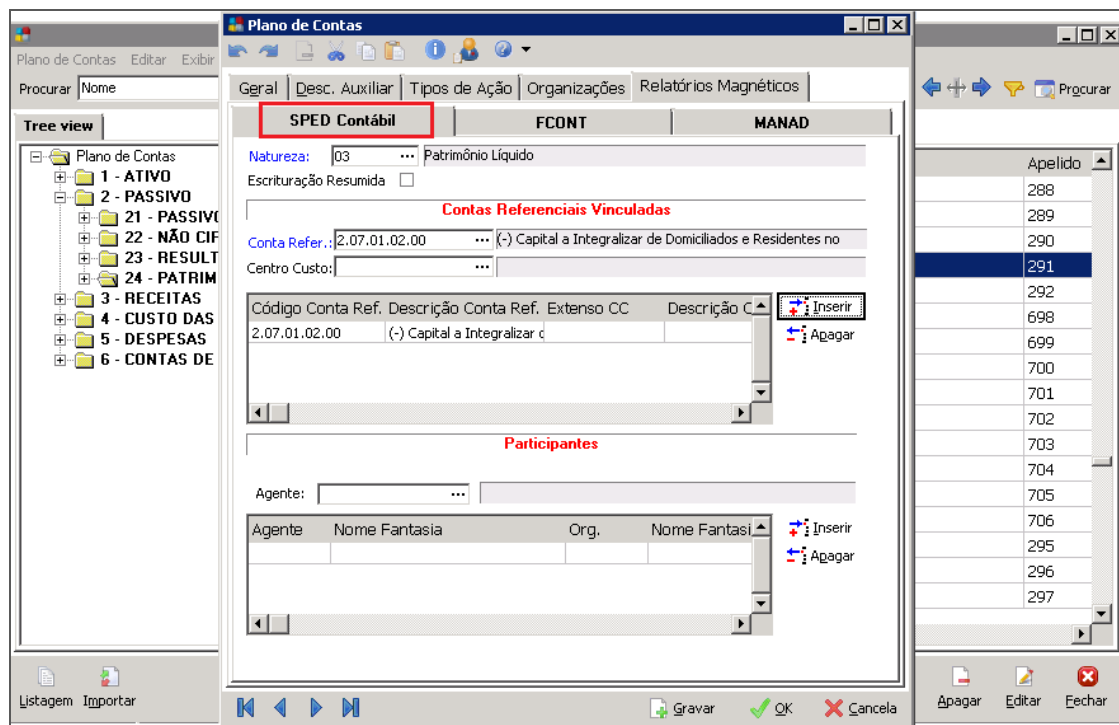 Plano de Contas
Plano de Contas Editar Exibir
Procurar Nome
Procurar
Geral Desc. Auxiliar Tipos de Ação Organizações Relatórios Magnéticos
SPED Contábil FCONT MANAD
Tree view
Plano de Contas
1 - ATIVO
2 - PASSIVO
21 - PASSIVO
22 - NÃO CIF
23 - RESULT
24 - PATRIM
3 - RECEITAS
4 - CUSTO DAS
5 - DESPESAS
6 - CONTAS DE
Natureza: 03 ... Patrimônio Líquido
Escrituração Resumida
Contas Referenciais Vinculadas
Conta Refer.: 2.07.01.02.00 ... (-) Capital a Integralizar de Domiciliados e Residentes no
Centro Custo: ...
Código Conta Ref. Descrição Conta Ref. Extenso CC Descrição C
2.07.01.02.00 (-) Capital a Integralizar d
Inserir
Apagar
Participantes
Agente: ...
Agente Nome Fantasia Org. Nome Fantasi
Inserir
Apagar
Apelido
288
289
290
291
292
698
699
700
701
702
703
704
705
706
295
296
297
Listagem Importar
Gravar OK Cancela
Apagar Editar Fechar